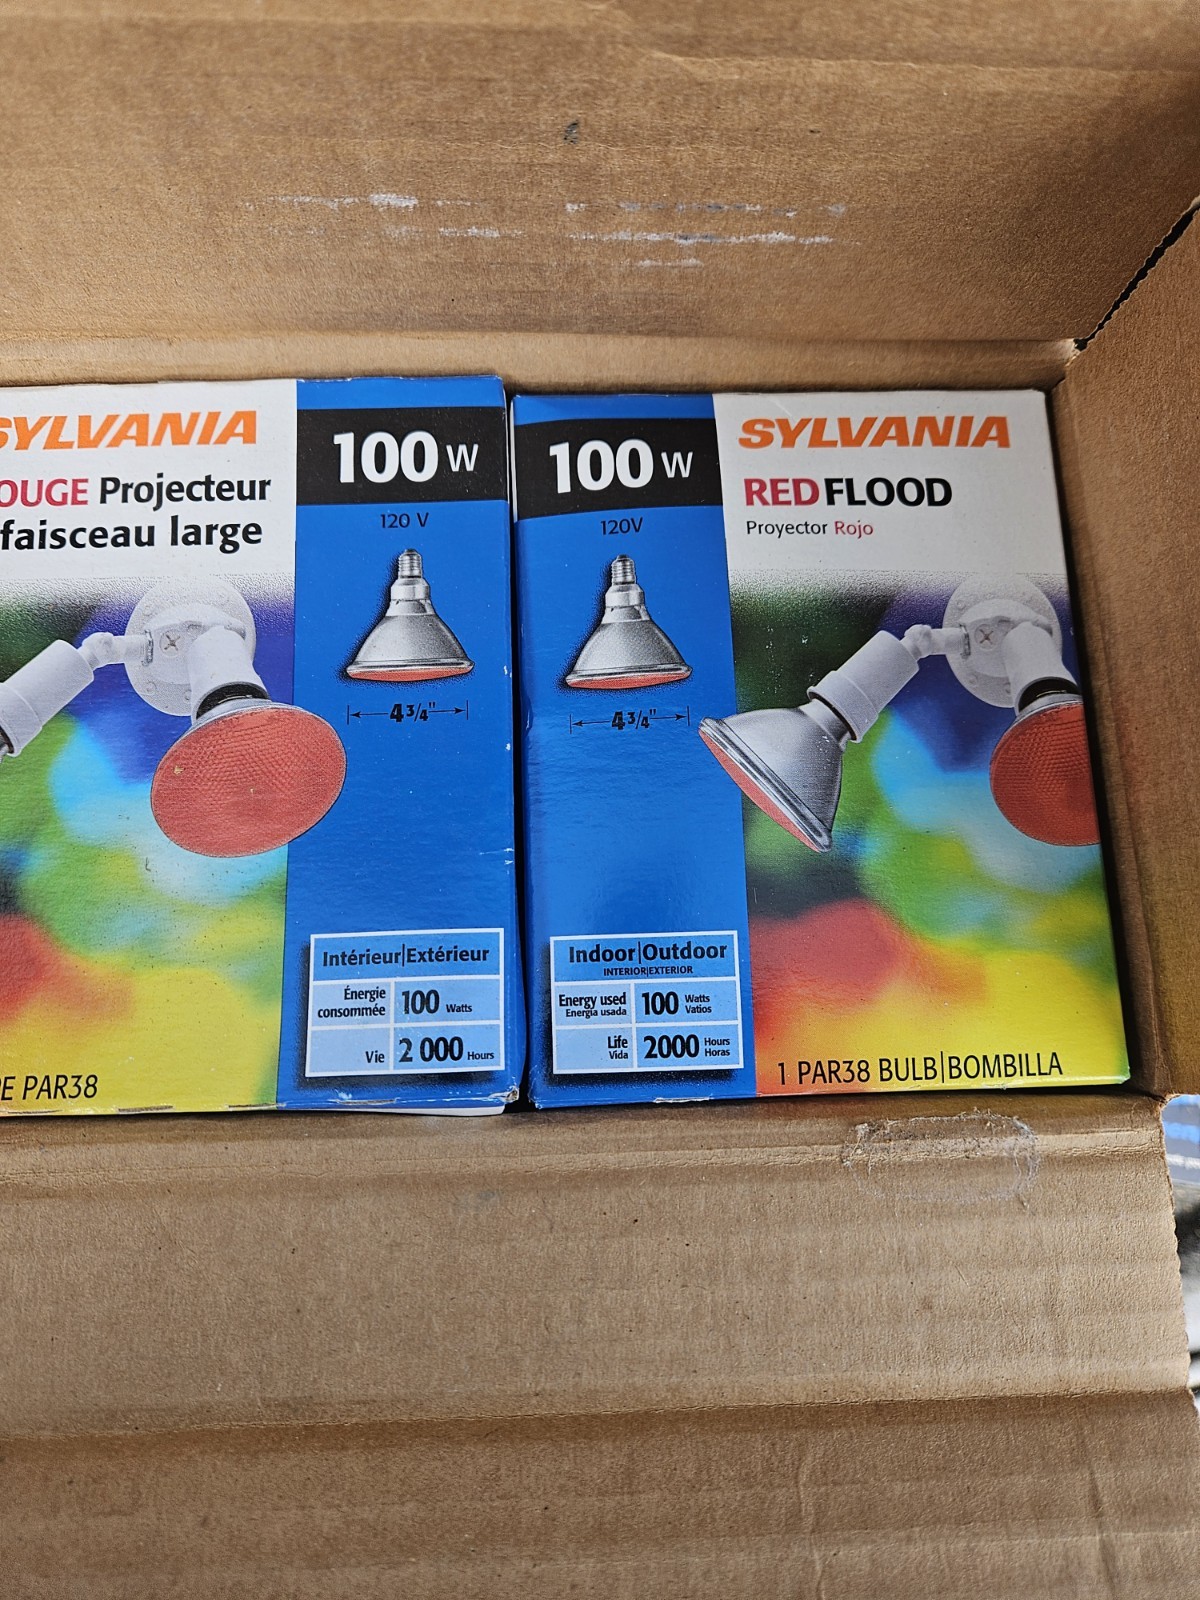 SYLVANIA
OUGE Projecteur
faisceau large
100 W
120 V
4 3/4"
Intérieur|Extérieur
Énergie consommée 100 Watts
Vie 2 000 Hours
E PAR38
100 W
120V
4 3/4"
Indoor|Outdoor
INTERIOR|EXTERIOR
Energy used 100 Watts
Energía usada Vatios
Life 2000 Hours
Vida Horas
SYLVANIA
RED FLOOD
Proyector Rojo
1 PAR38 BULB|BOMBILLA